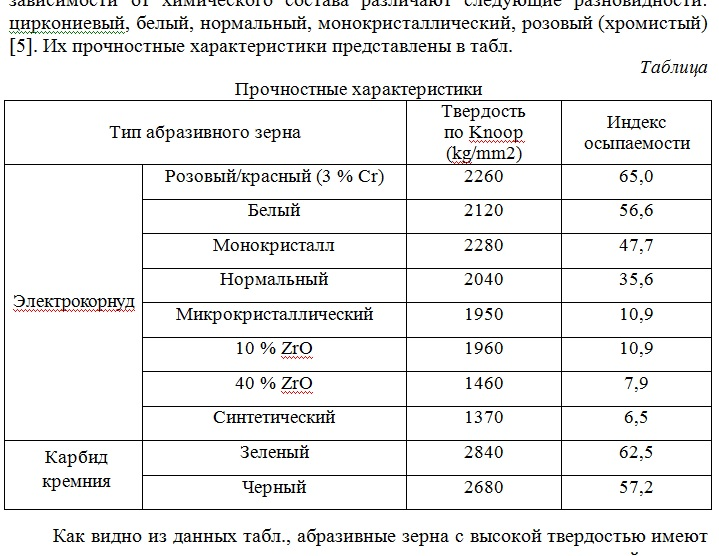 зависимости от химического состава различают следующие разновидности:
циркониевый, белый, нормальный, монокристаллический, розовый (хромистый)
[5]. Их прочностные характеристики представлены в табл.
Таблица
Прочностные характеристики
Тип абразивного зерна Твердость по Knoop (kg/mm2) Индекс осыпаемости
Электрокорнуд
Розовый/красный (3 % Cr) 2260 65,0
Белый 2120 56,6
Монокристалл 2280 47,7
Нормальный 2040 35,6
Микрокристаллический 1950 10,9
10 % ZrO 1960 10,9
40 % ZrO 1460 7,9
Синтетический 1370 6,5
Карбид кремния
Зеленый 2840 62,5
Черный 2680 57,2
Как видно из данных табл., абразивные зерна с высокой твердостью имеют